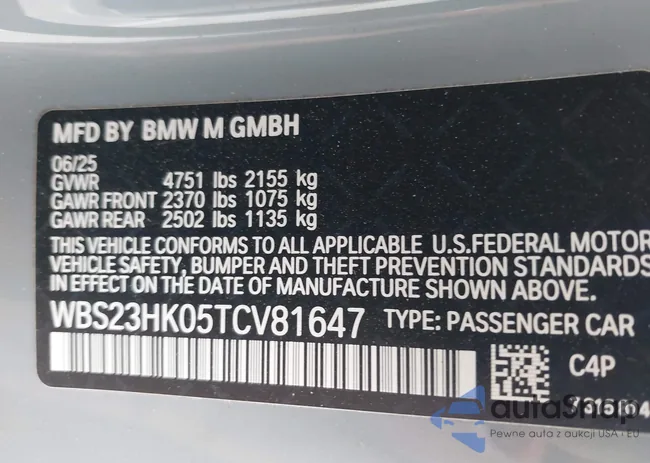 MFD BY BMW M GMBH
06/25
GVWR 4751 lbs 2155 kg
GAWR FRONT 2370 lbs 1075 kg
GAWR REAR 2502 lbs 1135 kg
THIS VEHICLE CONFORMS TO ALL APPLICABLE U.S.FEDERAL MOTOR
VEHICLE SAFETY, BUMPER AND THEFT PREVENTION STANDARDS
IN EFFECT ON THE DATE OF MANUFACTURE SHOWN ABOVE.
WBS23HK05TCV81647 TYPE: PASSENGER CAR
C4P
autaShop
Pewne auta z aukcji USA i EU